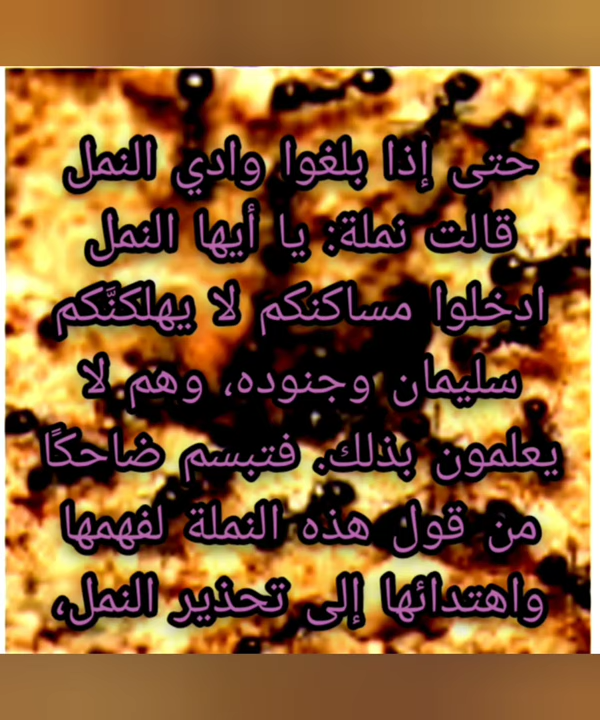 حتى إذا بلغوا وادي النمل
قالت نملة: يا أيها النمل
ادخلوا مساكنكم لا يهلكنَّكم
سليمان وجنوده، وهم لا
يعلمون بذلك. فتبسم ضاحكًا
من قول هذه النملة لفهمها
واهتدائها إلى تحذير النمل،